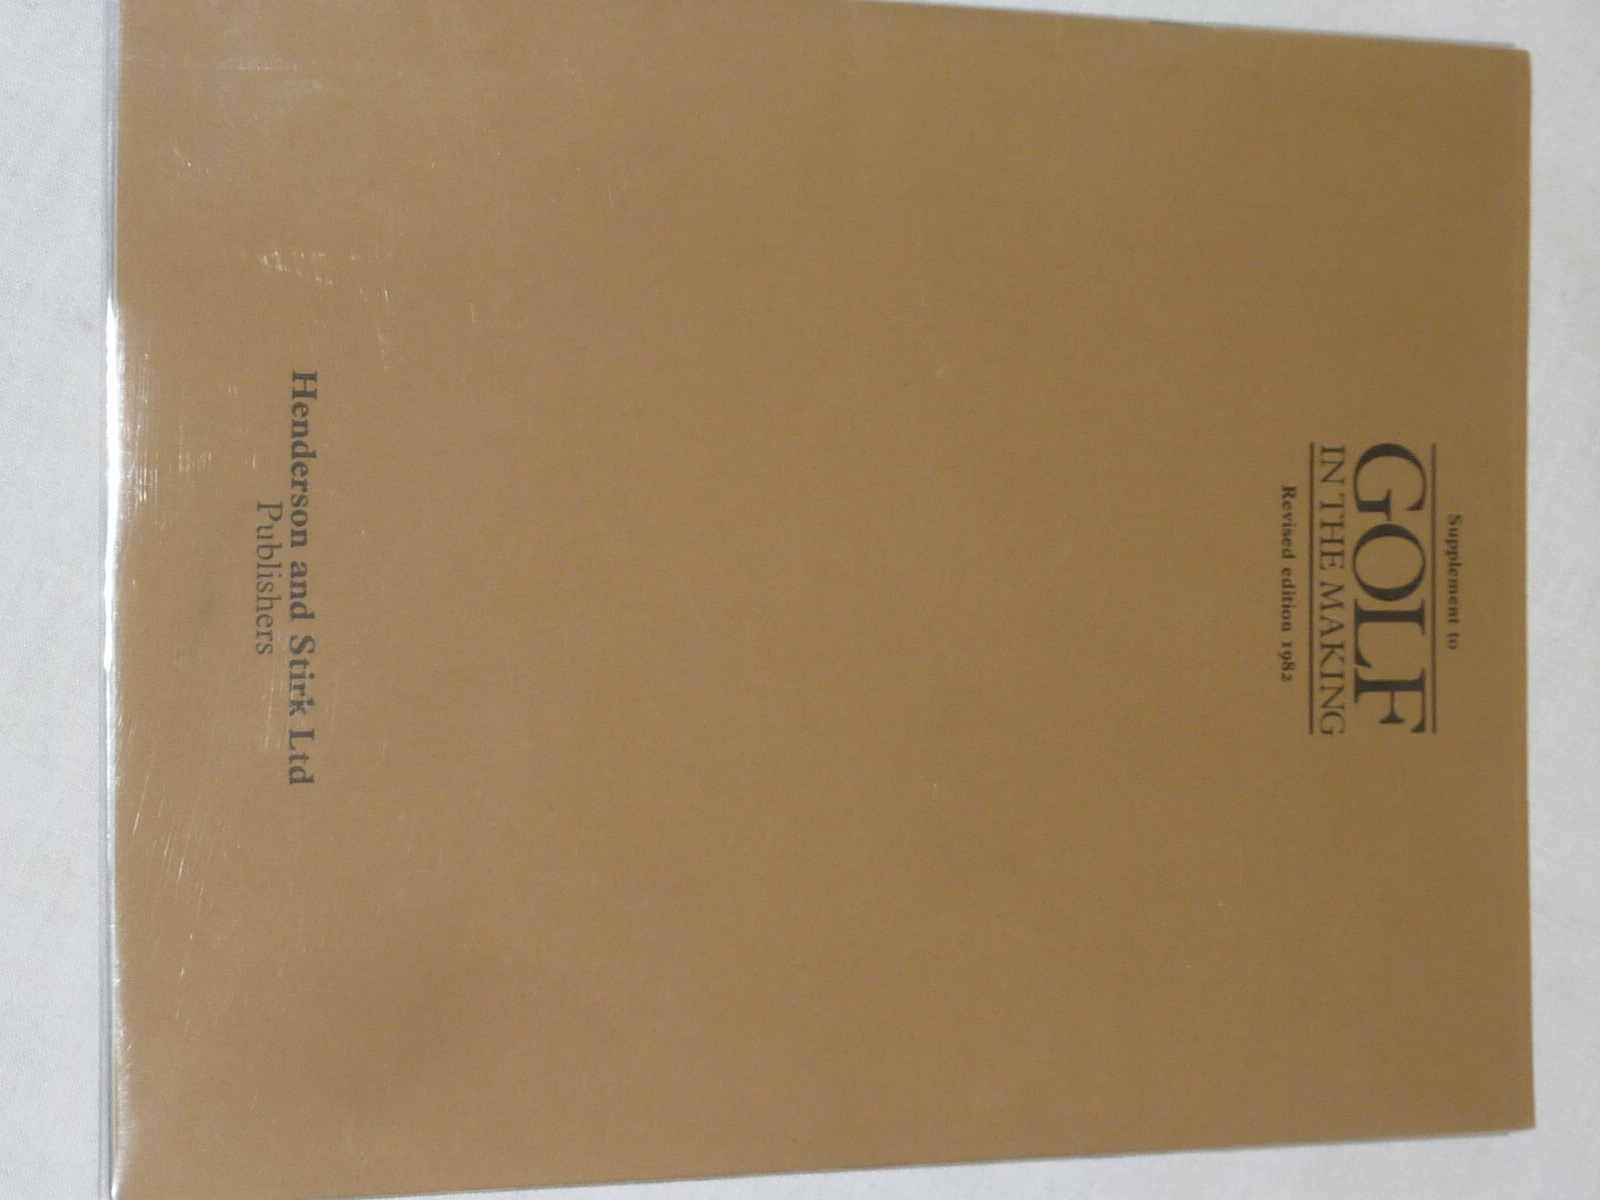 Supplement to
GOLF
IN THE MAKING
Revised edition 1982
Henderson and Stirk Ltd
Publishers